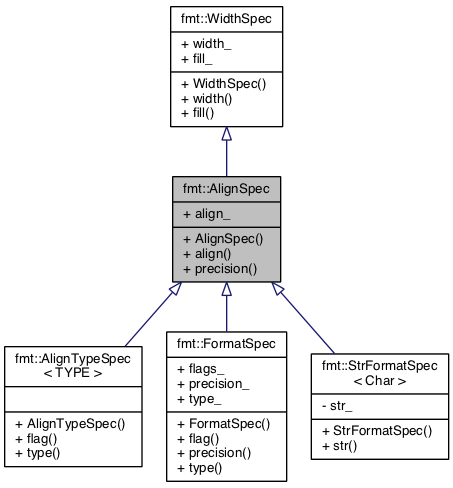 fmt::WidthSpec
+ width_
+ fill_
+ WidthSpec()
+ width()
+ fill()
fmt::AlignSpec
+ align_
+ AlignSpec()
+ align()
+ precision()
fmt::AlignTypeSpec
< TYPE >
+ AlignTypeSpec()
+ flag()
+ type()
fmt::FormatSpec
+ flags_
+ precision_
+ type_
+ FormatSpec()
+ flag()
+ precision()
+ type()
fmt::StrFormatSpec
< Char >
- str_
+ StrFormatSpec()
+ str()